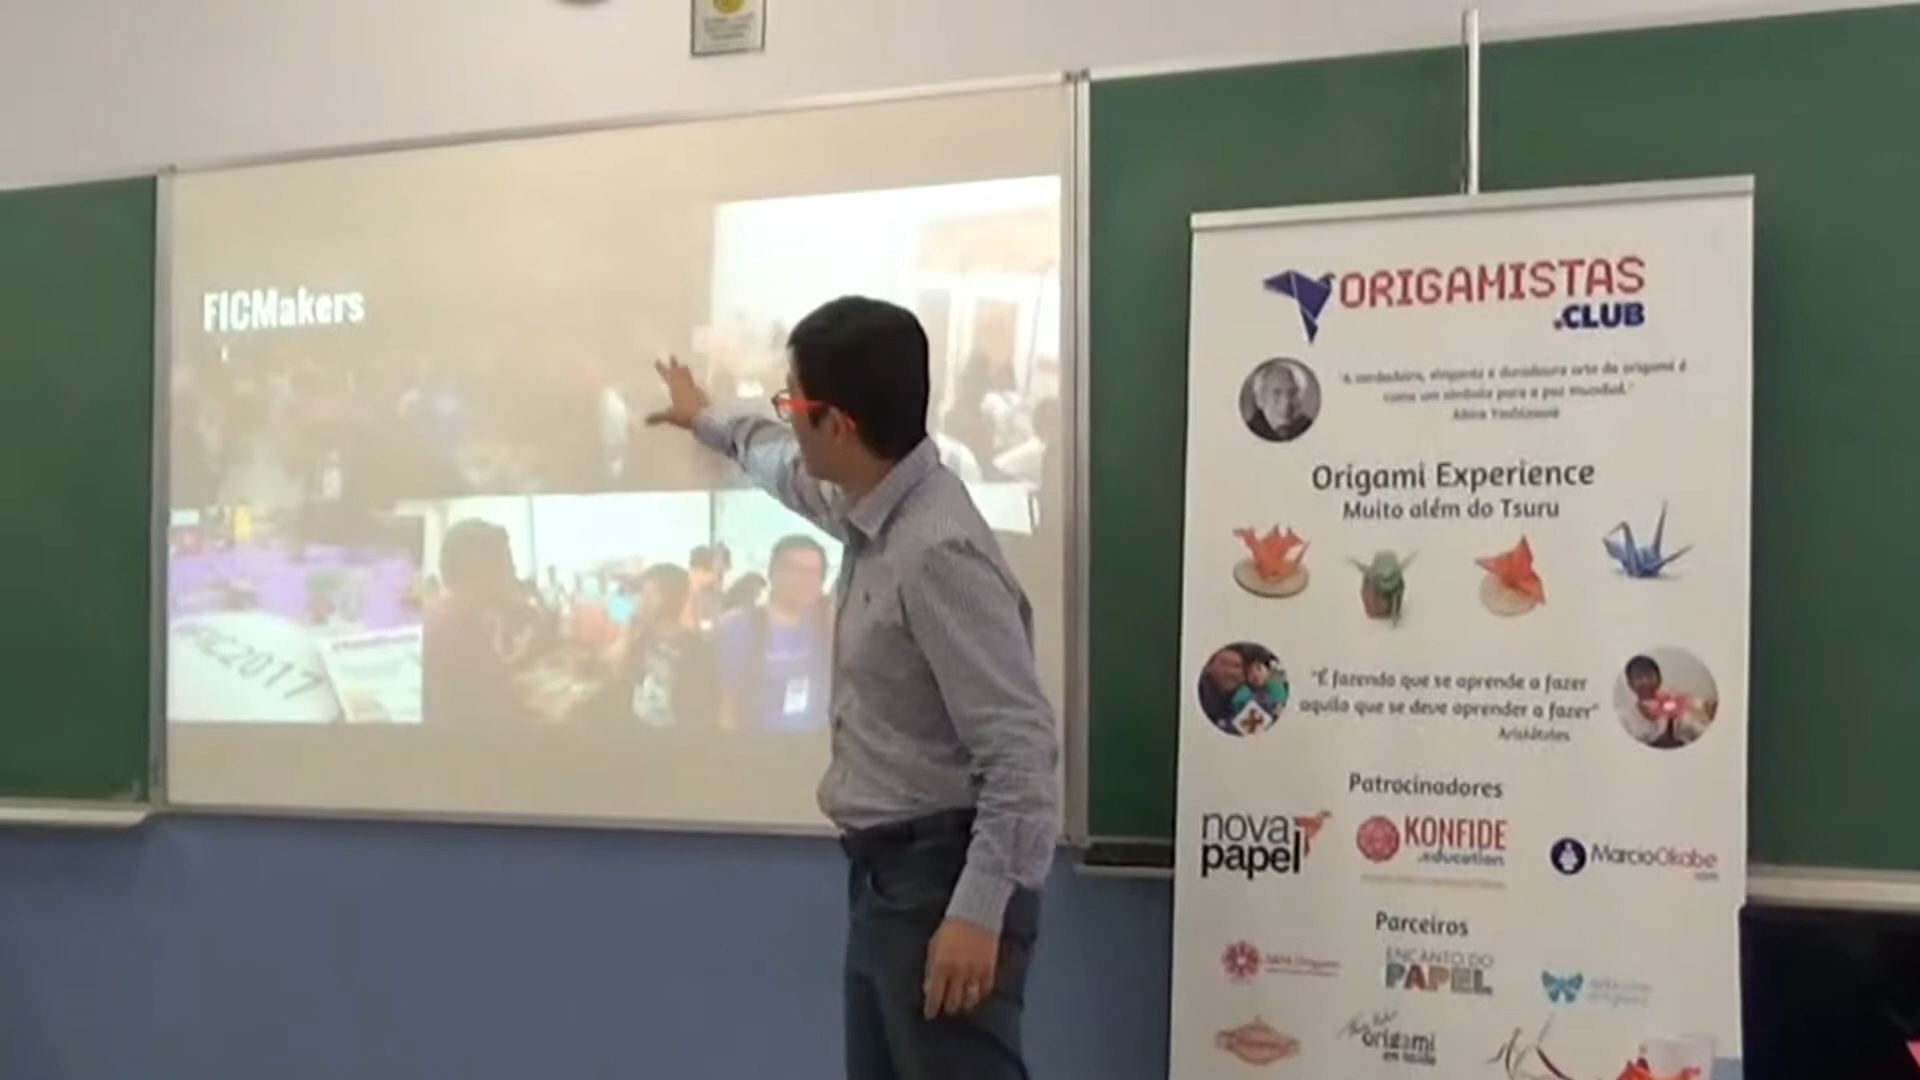 FICMakers
FIC2017
ORIGAMISTAS
.CLUB
"A verdadeira, elegante e duradoura arte do origami é
como um símbolo para a paz mundial."
Akira Yoshizawa
Origami Experience
Muito além do Tsuru
"É fazendo que se aprende a fazer
aquilo que se deve aprender a fazer"
Aristóteles
Patrocinadores
nova
papel
KONFIDE
.education
MarcioOkabe
.com
Parceiros
ENCANTO DO
PAPEL
origami